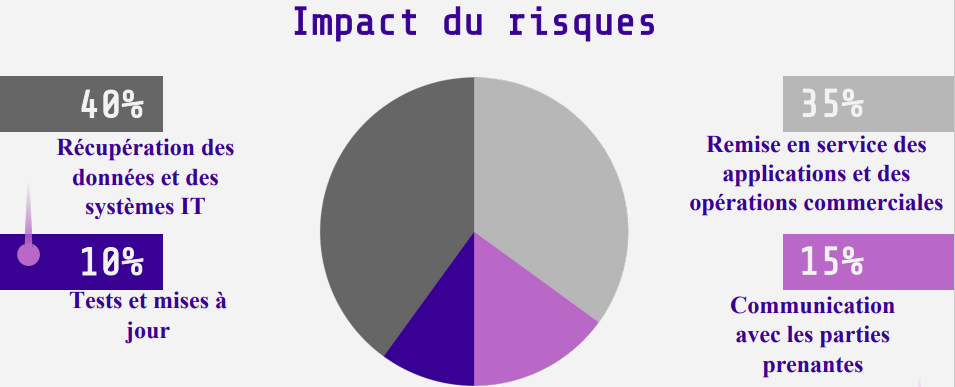 Impact du risques
40%
Récupération des
données et des
systèmes IT
10%
Tests et mises à
jour
35%
Remise en service des
applications et des
opérations commerciales
15%
Communication
avec les parties
prenantes